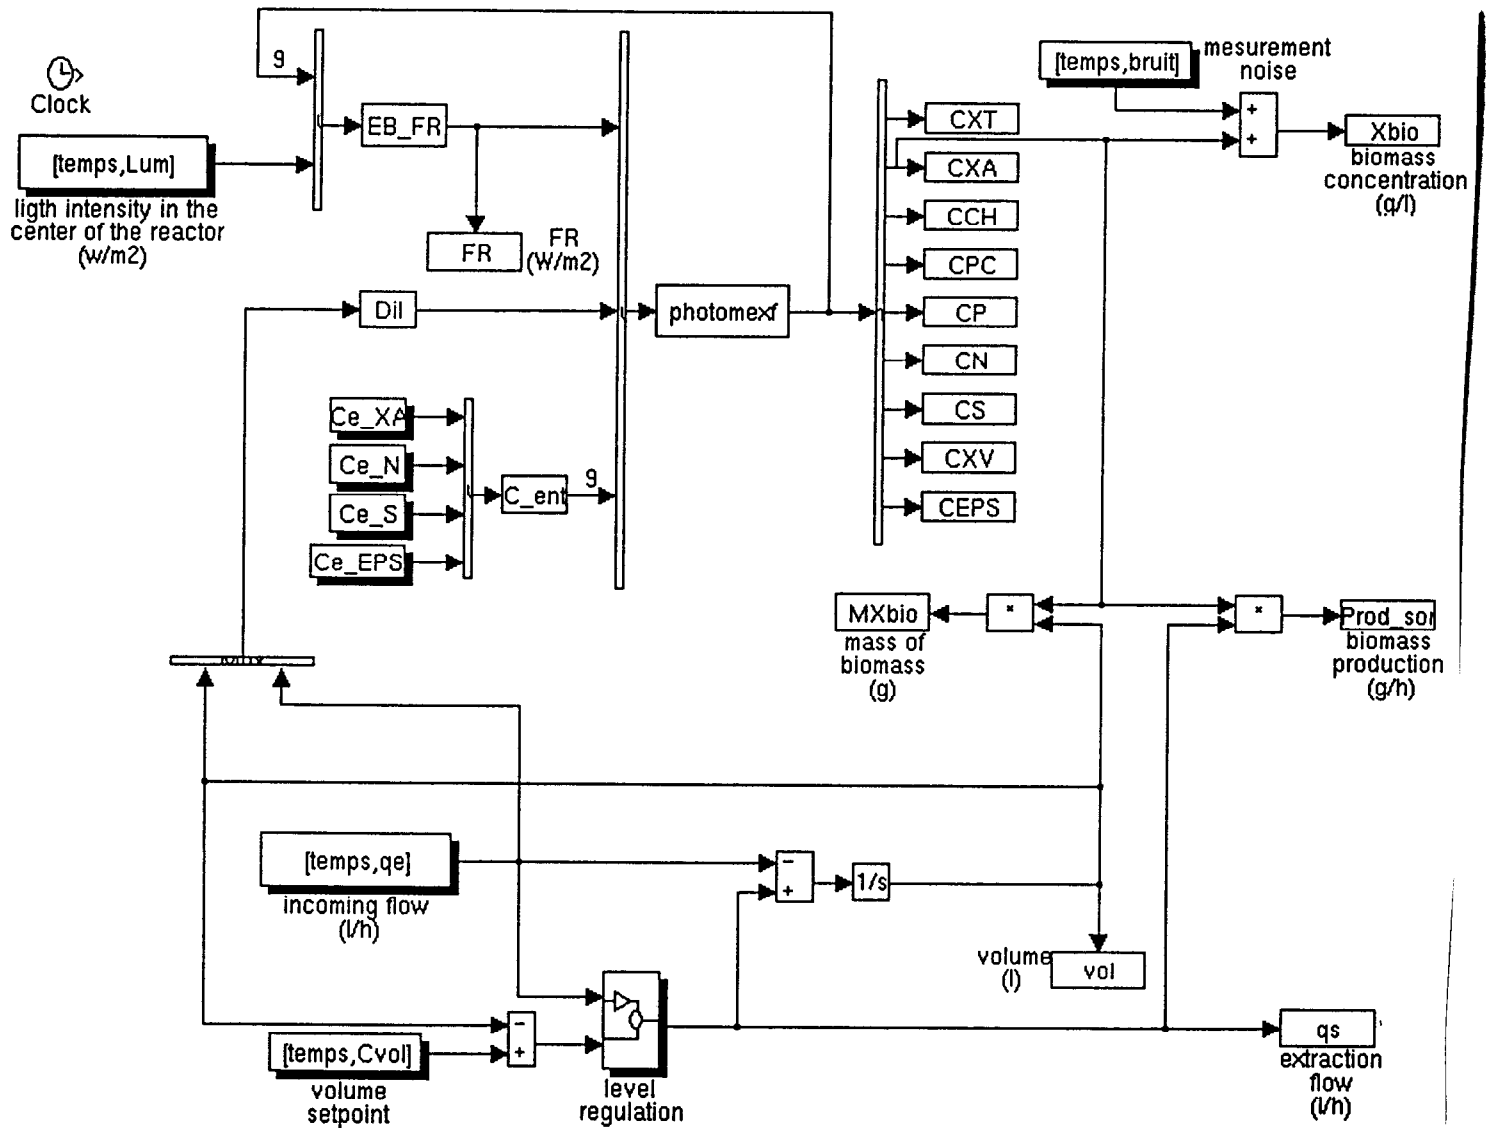 9
Clock
[temps,Lum]
ligth intensity in the
center of the reactor
(w/m2)
EB_FR
FR
FR
(W/m2)
Dil
Ce_XA
Ce_N
Ce_S
Ce_EPS
C_ent
9
photomexf
CXT
CXA
CCH
CPC
CP
CN
CS
CXV
CEPS
[temps,bruit]
mesurement
noise
+
+
Xbio
biomass
concentration
(g/l)
MXbio
mass of
biomass
(g)
*
*
Prod_sor
biomass
production
(g/h)
[temps,qe]
incoming flow
(l/h)
-
+
1/s
volume
(l)
vol
[temps,Cvol]
volume
setpoint
-
+
level
regulation
qs
extraction
flow
(l/h)